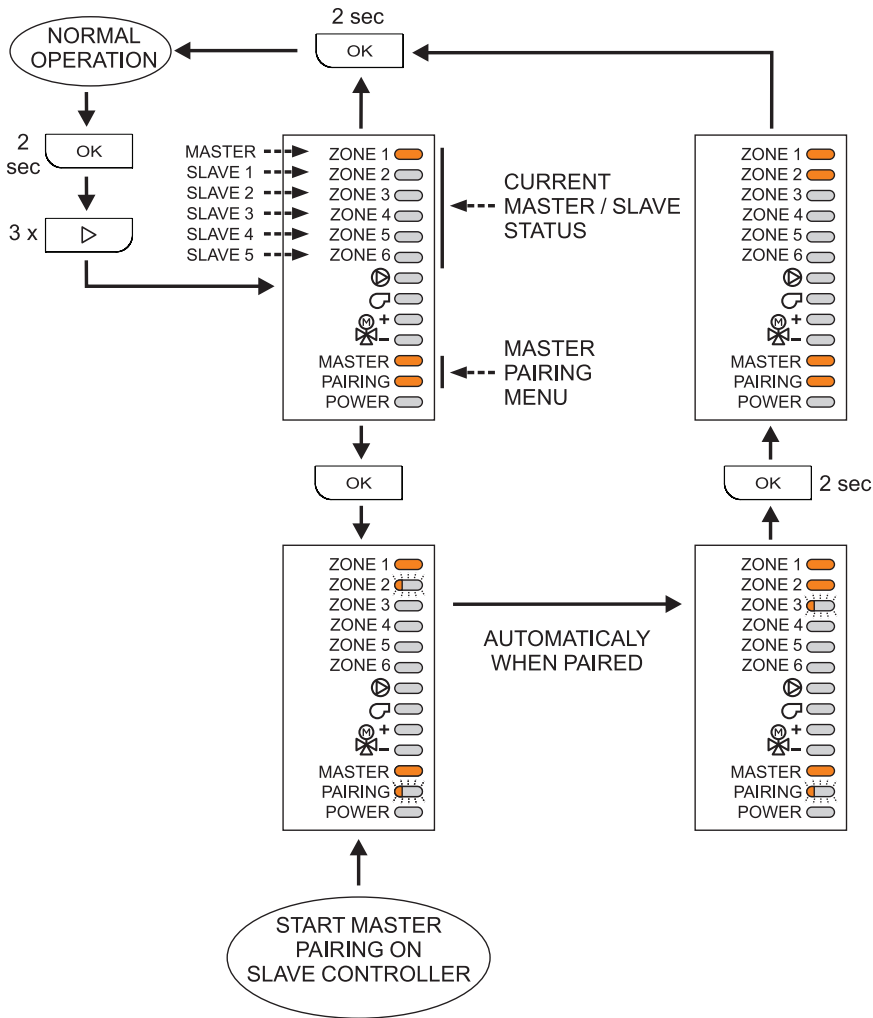 2 sec
OK
NORMAL
OPERATION
2
sec
OK
3 x
MASTER
SLAVE 1
SLAVE 2
SLAVE 3
SLAVE 4
SLAVE 5
ZONE 1
ZONE 2
ZONE 3
ZONE 4
ZONE 5
ZONE 6
M
+
–
MASTER
PAIRING
POWER
CURRENT
MASTER / SLAVE
STATUS
MASTER
PAIRING
MENU
ZONE 1
ZONE 2
ZONE 3
ZONE 4
ZONE 5
ZONE 6
M
+
–
MASTER
PAIRING
POWER
OK
OK
2 sec
ZONE 1
ZONE 2
ZONE 3
ZONE 4
ZONE 5
ZONE 6
M
+
–
MASTER
PAIRING
POWER
AUTOMATICALY
WHEN PAIRED
ZONE 1
ZONE 2
ZONE 3
ZONE 4
ZONE 5
ZONE 6
M
+
–
MASTER
PAIRING
POWER
START MASTER
PAIRING ON
SLAVE CONTROLLER